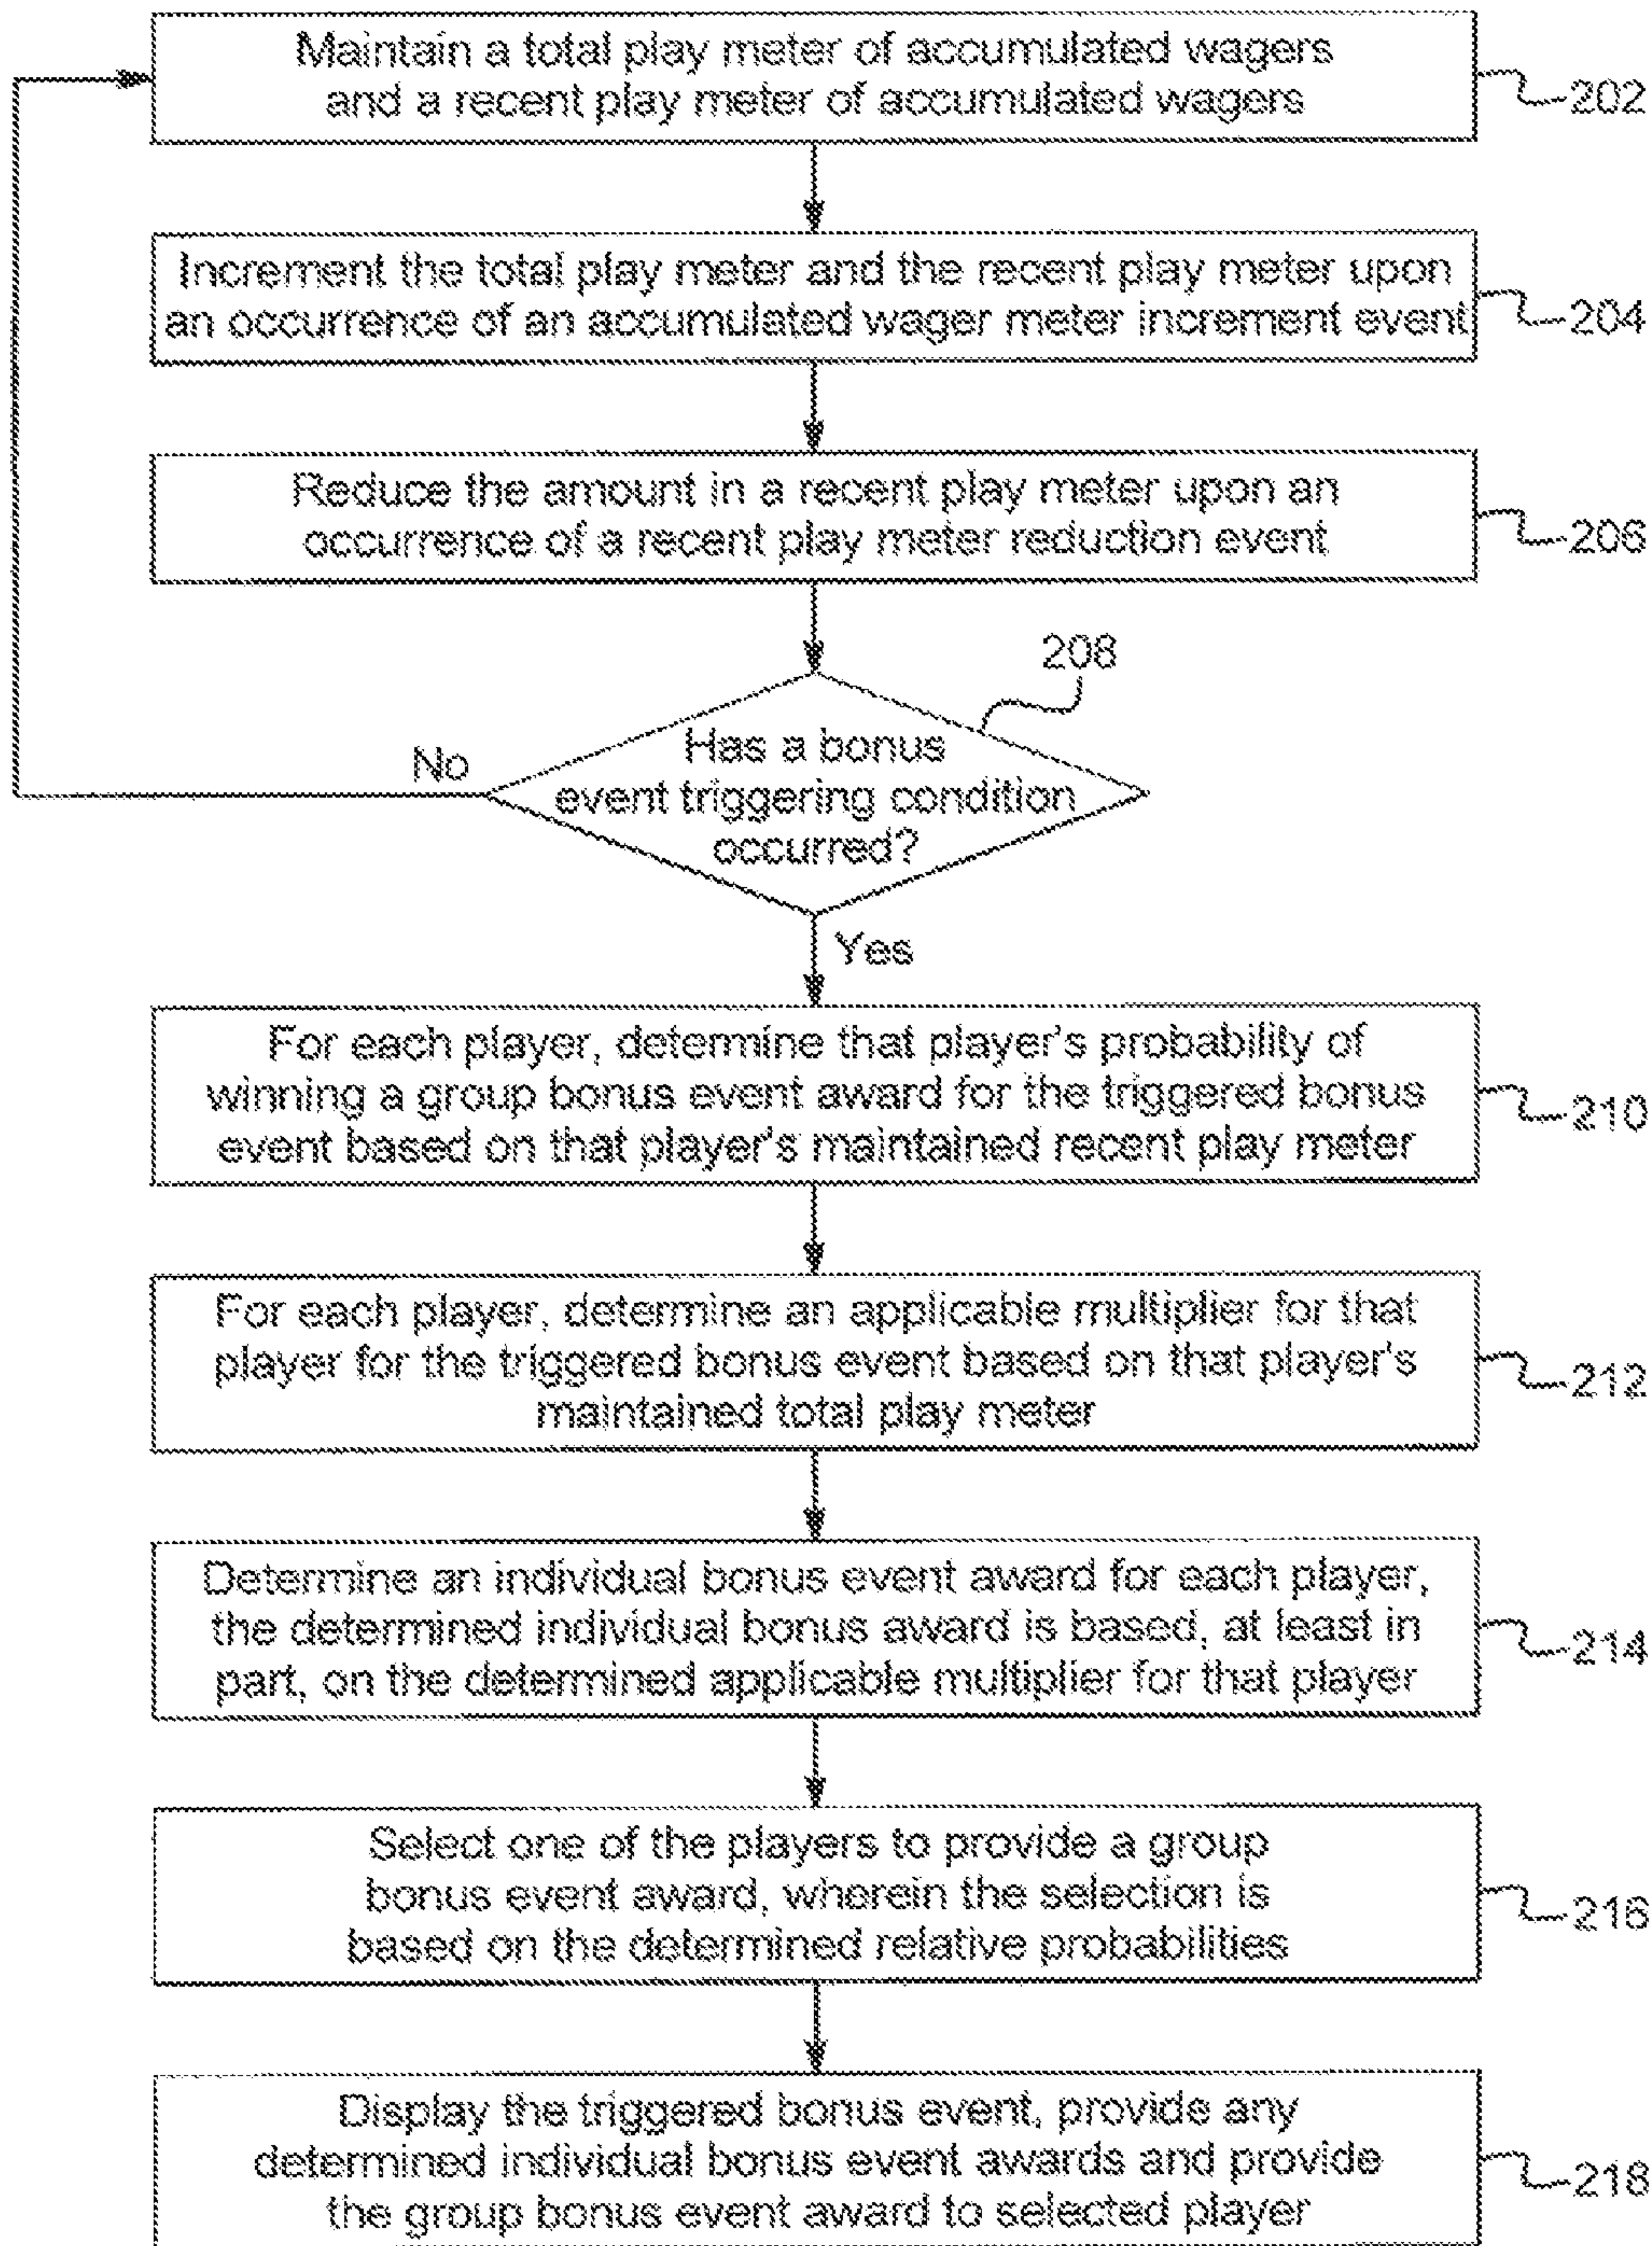 Maintain a total play meter of accumulated wagers
and a recent play meter of accumulated wagers
202
Increment the total play meter and the recent play meter upon
an occurrence of an accumulated wager meter increment event
204
Reduce the amount in a recent play meter upon an
occurrence of a recent play meter reduction event
206
208
Has a bonus
event triggering condition
occurred?
No
Yes
For each player, determine that player's probability of
winning a group bonus event award for the triggered bonus
event based on that player's maintained recent play meter
210
For each player, determine an applicable multiplier for that
player for the triggered bonus event based on that player's
maintained total play meter
212
Determine an individual bonus event award for each player,
the determined individual bonus award is based, at least in
part, on the determined applicable multiplier for that player
214
Select one of the players to provide a group
bonus event award, wherein the selection is
based on the determined relative probabilities
216
Display the triggered bonus event, provide any
determined individual bonus event awards and provide
the group bonus event award to selected player
218